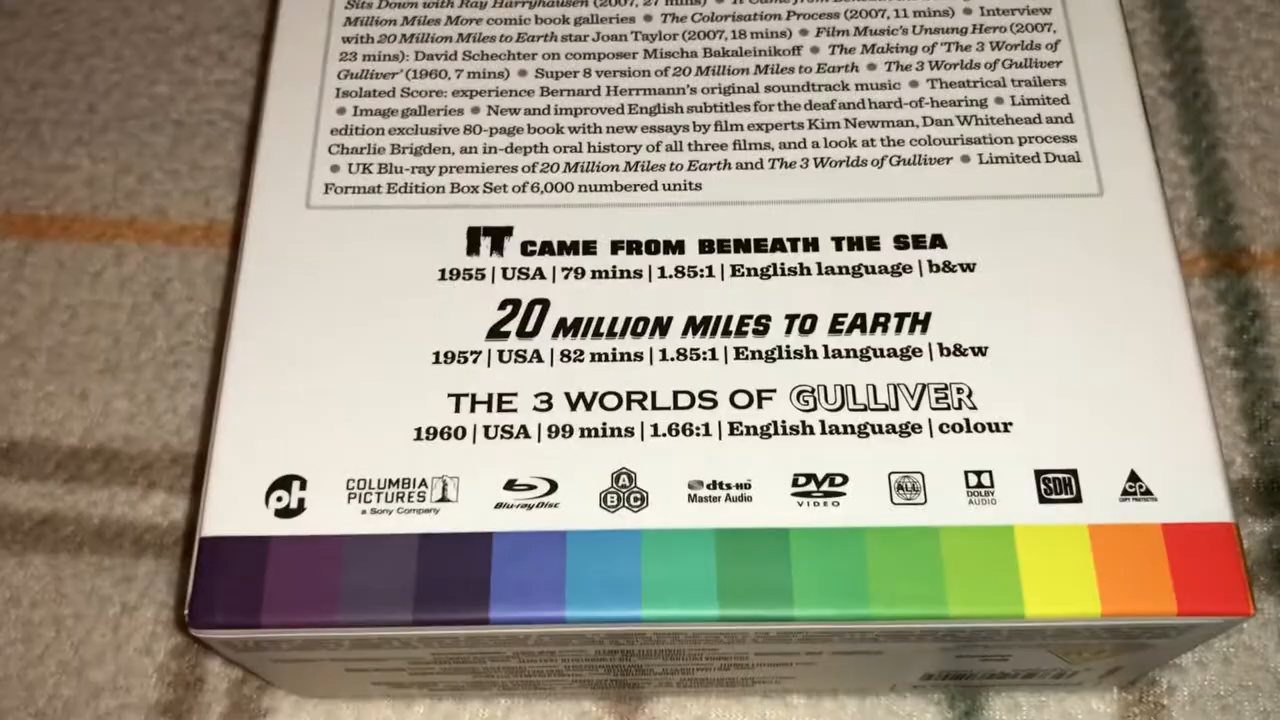 Sits Down with Ray Harryhausen (2007, 27 mins) ● It Came from Beneath the Sea
Million Miles More comic book galleries ● The Colorisation Process (2007, 11 mins) ● Interview
with 20 Million Miles to Earth star Joan Taylor (2007, 18 mins) ● Film Music's Unsung Hero (2007,
23 mins): David Schechter on composer Mischa Bakaleinikoff ● The Making of 'The 3 Worlds of
Gulliver' (1960, 7 mins) ● Super 8 version of 20 Million Miles to Earth ● The 3 Worlds of Gulliver
Isolated Score: experience Bernard Herrmann's original soundtrack music ● Theatrical trailers
● Image galleries ● New and improved English subtitles for the deaf and hard-of-hearing ● Limited
edition exclusive 80-page book with new essays by film experts Kim Newman, Dan Whitehead and
Charlie Brigden, an in-depth oral history of all three films, and a look at the colourisation process
● UK Blu-ray premieres of 20 Million Miles to Earth and The 3 Worlds of Gulliver ● Limited Dual
Format Edition Box Set of 6,000 numbered units
IT CAME FROM BENEATH THE SEA
1955 | USA | 79 mins | 1.85:1 | English language | b&w
20 MILLION MILES TO EARTH
1957 | USA | 82 mins | 1.85:1 | English language | b&w
THE 3 WORLDS OF GULLIVER
1960 | USA | 99 mins | 1.66:1 | English language | colour
pH COLUMBIA PICTURES a Sony Company Blu-ray Disc A B C dts-HD Master Audio DVD VIDEO ALL DOLBY AUDIO SDH CP COPY PROTECTED